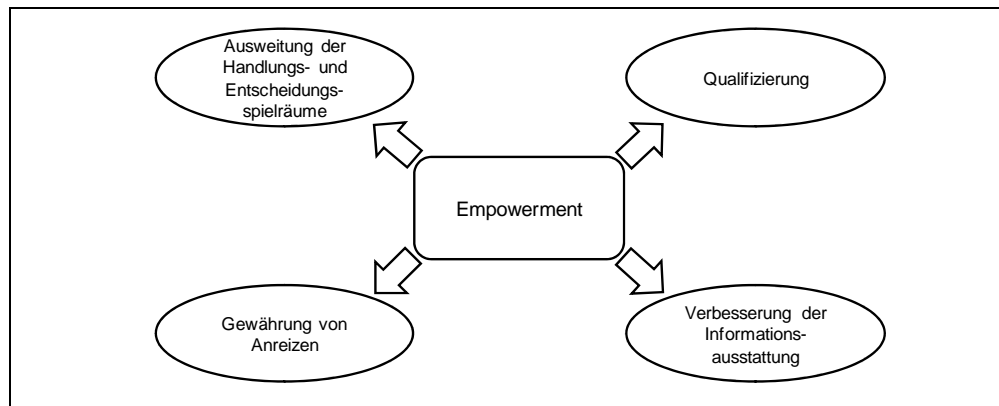 Ausweitung der
Handlungs- und
Entscheidungs-
spielräume
Qualifizierung
Empowerment
Gewährung von
Anreizen
Verbesserung der
Informations-
ausstattung